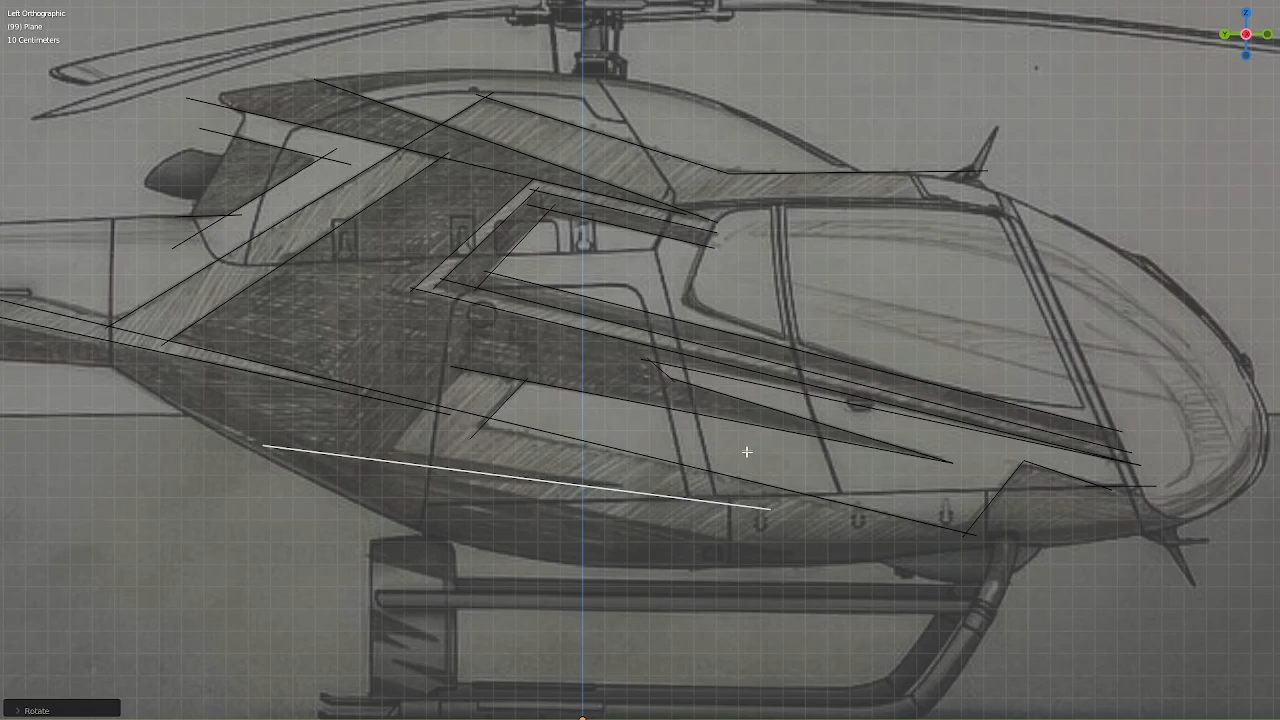 Left Orthographic
(99) Plane
10 Centimeters
Z
Y
X
> Rotate